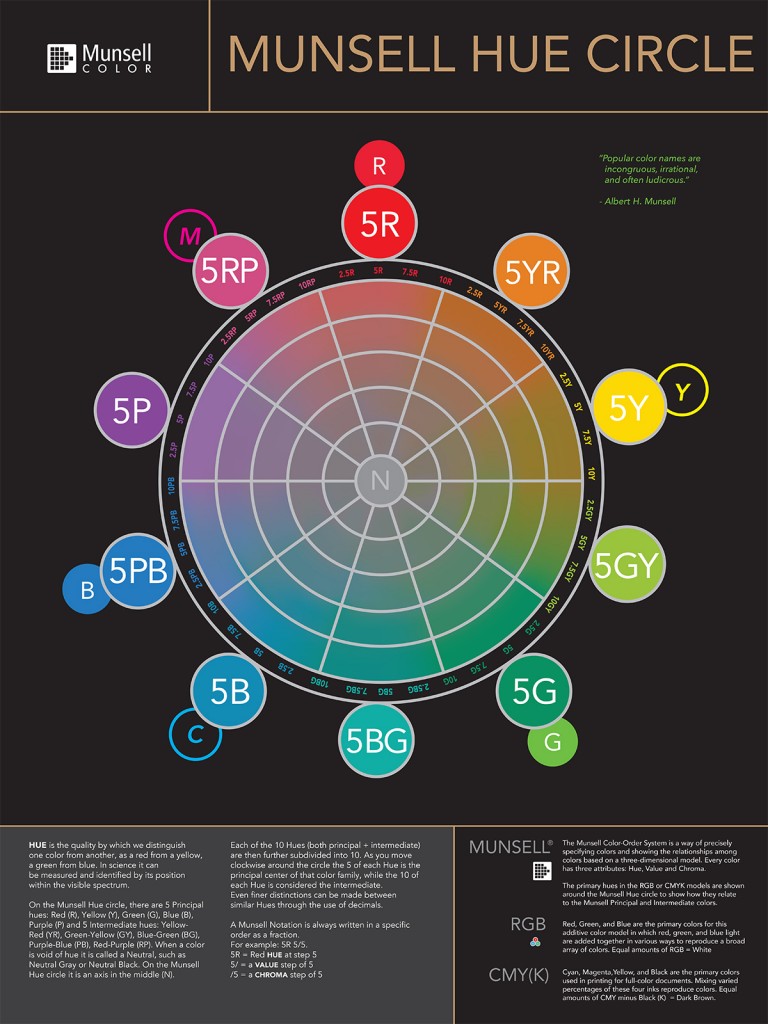 Munsell
COLOR
MUNSELL HUE CIRCLE
"Popular color names are
incongruous, irrational,
and often ludicrous."
- Albert H. Munsell
R
5R
M
5RP
5YR
5P
5Y
Y
N
B
5PB
5GY
5B
C
5G
G
5BG
2.5R
5R
7.5R
10R
2.5R
5YR
7.5YR
10YR
2.5Y
5Y
7.5Y
10Y
2.5GY
5GY
7.5GY
10GY
2.5G
5G
7.5G
10G
2.5BG
5BG
7.5BG
10BG
2.5B
5B
7.5B
10B
2.5PB
5PB
7.5PB
10PB
2.5P
5P
7.5P
10P
2.5RP
5RP
7.5RP
10RP
HUE is the quality by which we distinguish
one color from another, as a red from a yellow,
a green from blue. In science it can
be measured and identified by its position
within the visible spectrum.
On the Munsell Hue circle, there are 5 Principal
hues: Red (R), Yellow (Y), Green (G), Blue (B),
Purple (P) and 5 Intermediate hues: Yellow-
Red (YR), Green-Yellow (GY), Blue-Green (BG),
Purple-Blue (PB), Red-Purple (RP). When a color
is void of hue it is called a Neutral, such as
Neutral Gray or Neutral Black. On the Munsell
Hue circle it is an axis in the middle (N).
Each of the 10 Hues (both principal + intermediate)
are then further subdivided into 10. As you move
clockwise around the circle the 5 of each Hue is the
principal center of that color family, while the 10 of
each Hue is considered the intermediate.
Even finer distinctions can be made between
similar Hues through the use of decimals.
A Munsell Notation is always written in a specific
order as a fraction.
For example: 5R 5/5.
5R = Red HUE at step 5
5/ = a VALUE step of 5
/5 = a CHROMA step of 5
MUNSELL®
The Munsell Color-Order System is a way of precisely
specifying colors and showing the relationships among
colors based on a three-dimensional model. Every color
has three attributes: Hue, Value and Chroma.
The primary hues in the RGB or CMYK models are shown
around the Munsell Hue circle to show how they relate
to the Munsell Principal and Intermediate colors.
RGB
Red, Green, and Blue are the primary colors for this
additive color model in which red, green, and blue light
are added together in various ways to reproduce a broad
array of colors. Equal amounts of RGB = White
CMY(K)
Cyan, Magenta,Yellow, and Black are the primary colors
used in printing for full-color documents. Mixing varied
percentages of these four inks reproduce colors. Equal
amounts of CMY minus Black (K) = Dark Brown.